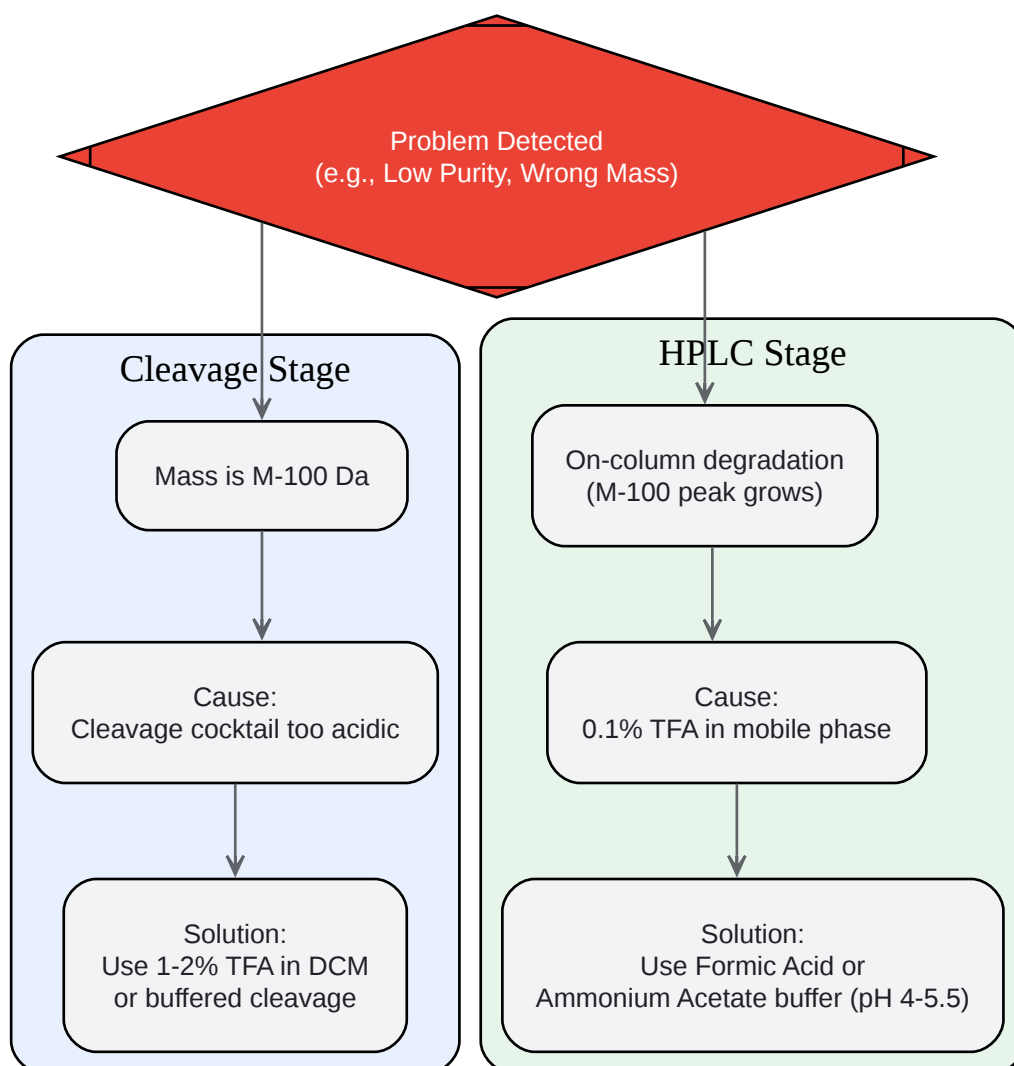 Problem Detected
(e.g., Low Purity, Wrong Mass)
Cleavage Stage
Mass is M-100 Da
Cause:
Cleavage cocktail too acidic
Solution:
Use 1-2% TFA in DCM
or buffered cleavage
HPLC Stage
On-column degradation
(M-100 peak grows)
Cause:
0.1% TFA in mobile phase
Solution:
Use Formic Acid or
Ammonium Acetate buffer (pH 4-5.5)